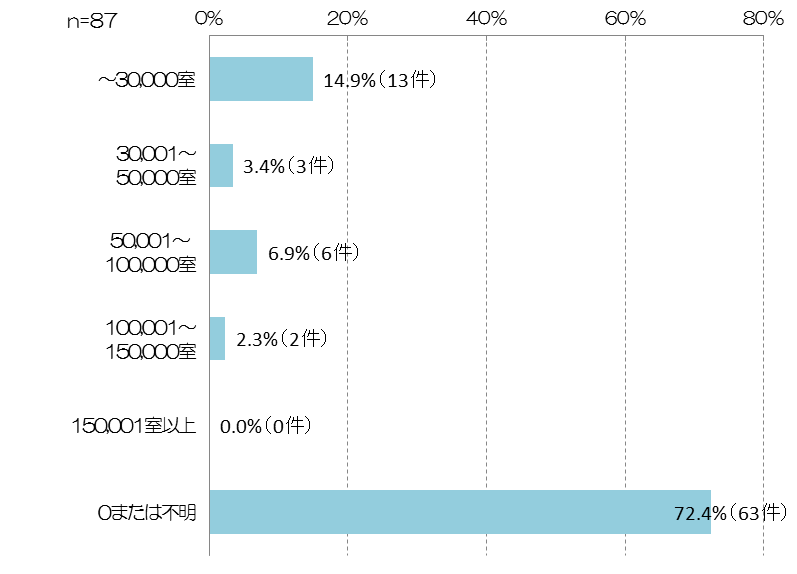 n=87
0% 20% 40% 60% 80%
～30,000室
14.9%（13件）
30,001～
50,000室
3.4%（3件）
50,001～
100,000室
6.9%（6件）
100,001～
150,000室
2.3%（2件）
150,001室以上
0.0%（0件）
0または不明
72.4%（63件）